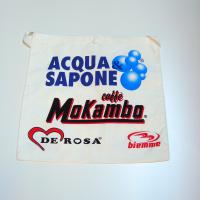 ACQUA &
SAPONE
caffè
MoKambo®
DE ROSA®
biemme